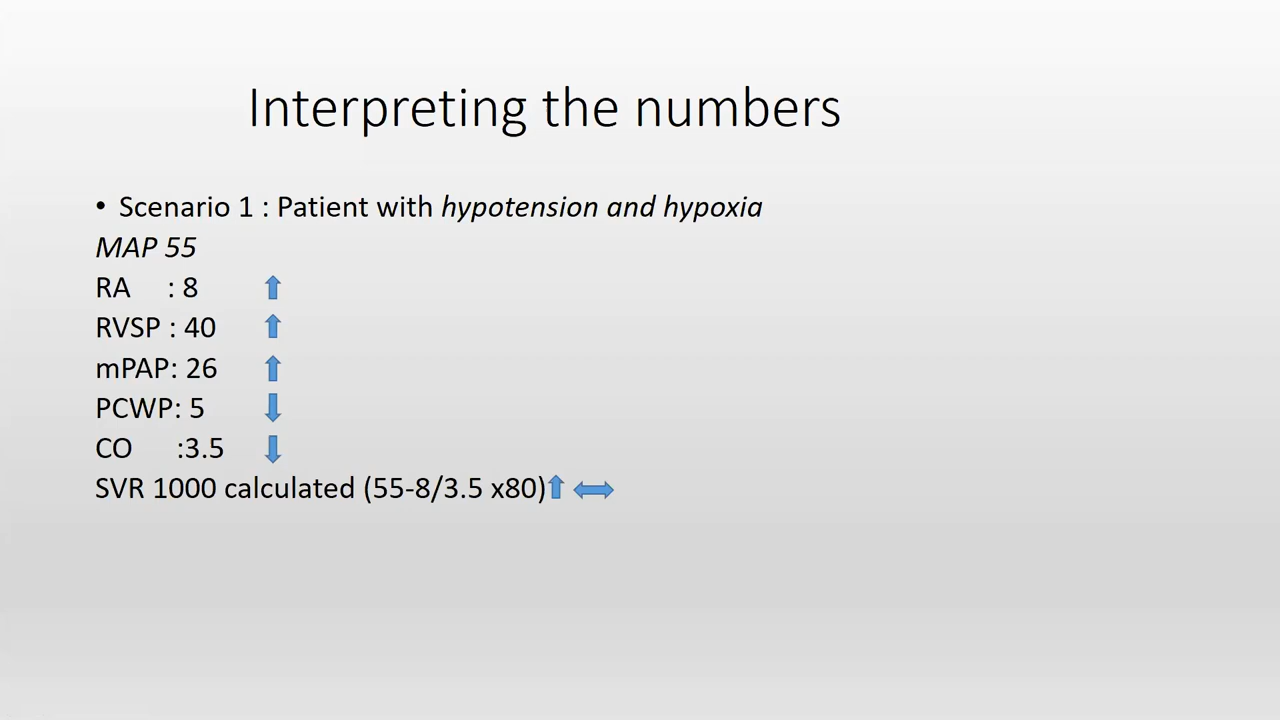 Interpreting the numbers
• Scenario 1 : Patient with hypotension and hypoxia
MAP 55
RA : 8
RVSP : 40
mPAP: 26
PCWP: 5
CO :3.5
SVR 1000 calculated (55-8/3.5 x80)